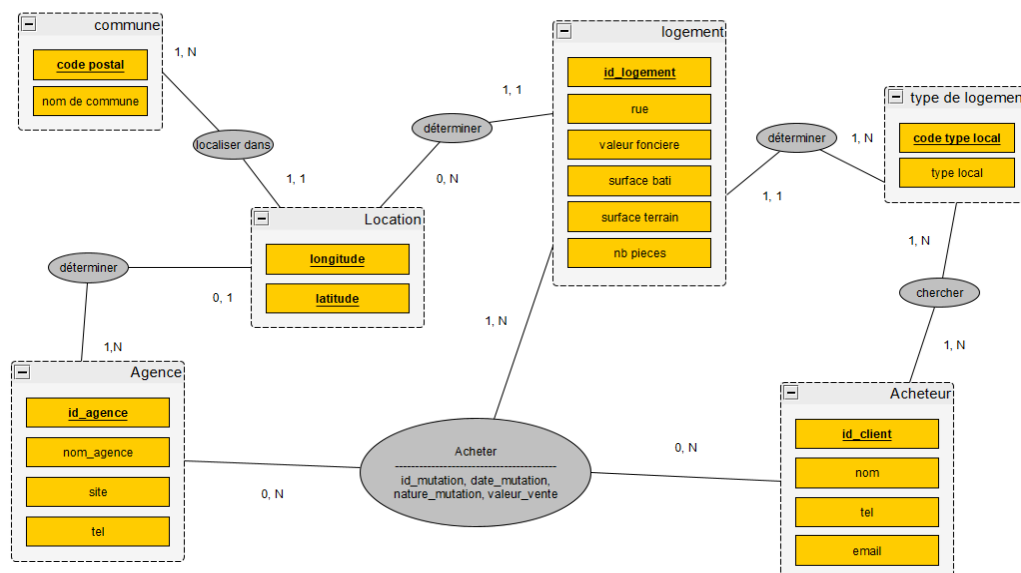 commune
code postal
nom de commune
1, N
localiser dans
1, 1
logement
id_logement
rue
valeur fonciere
surface bati
surface terrain
nb pieces
1, 1
déterminer
0, N
type de logement
code type local
type local
déterminer
1, N
1, 1
Location
longitude
latitude
déterminer
0, 1
1,N
1, N
chercher
1, N
1, N
Agence
id_agence
nom_agence
site
tel
0, N
Acheter
id_mutation, date_mutation,
nature_mutation, valeur_vente
0, N
Acheteur
id_client
nom
tel
email